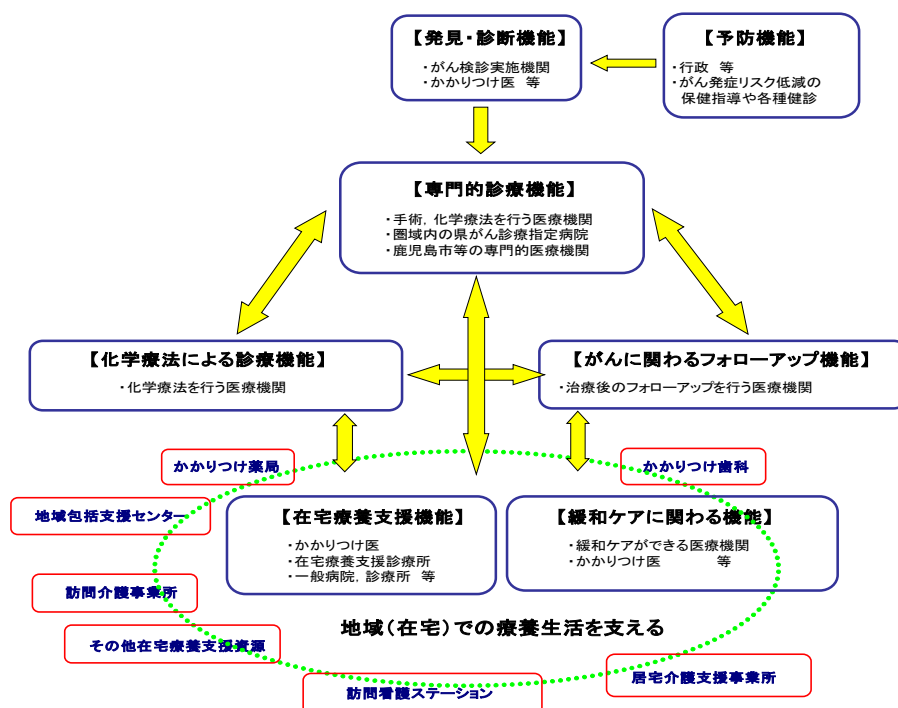 【発見・診断機能】
・がん検診実施機関
・かかりつけ医　等
【予防機能】
・行政　等
・がん発症リスク低減の
保健指導や各種健診
【専門的診療機能】
・手術，化学療法を行う医療機関
・圏域内の県がん診療指定病院
・鹿児島市等の専門的医療機関
【化学療法による診療機能】
・化学療法を行う医療機関
【がんに関わるフォローアップ機能】
・治療後のフォローアップを行う医療機関
かかりつけ薬局
かかりつけ歯科
地域包括支援センター
【在宅療養支援機能】
・かかりつけ医
・在宅療養支援診療所
・一般病院，診療所　等
【緩和ケアに関わる機能】
・緩和ケアができる医療機関
・かかりつけ医　　　等
訪問介護事業所
地域（在宅）での療養生活を支える
その他在宅療養支援資源
居宅介護支援事業所
訪問看護ステーション